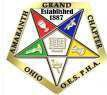 GRAND
Established
1887
AMARANTH
CHAPTER
OHIO
O.E.S. P.H.A.